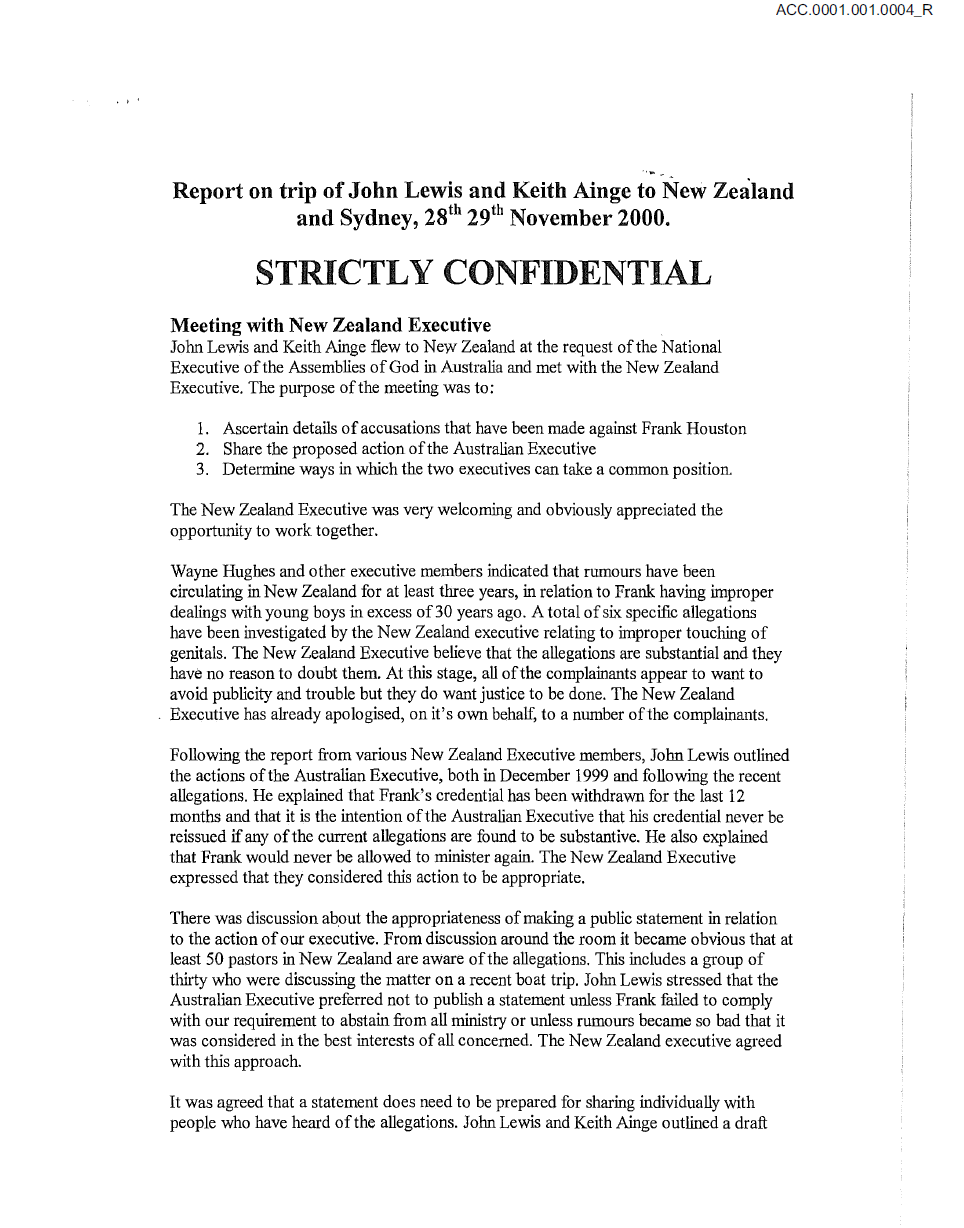 ACC.0001.001.0004_R
Report on trip of John Lewis and Keith Ainge to New Zealand
and Sydney, 28th 29th November 2000.
STRICTLY CONFIDENTIAL
Meeting with New Zealand Executive
John Lewis and Keith Ainge flew to New Zealand at the request of the National
Executive of the Assemblies of God in Australia and met with the New Zealand
Executive. The purpose of the meeting was to:
1. Ascertain details of accusations that have been made against Frank Houston
2. Share the proposed action of the Australian Executive
3. Determine ways in which the two executives can take a common position.
The New Zealand Executive was very welcoming and obviously appreciated the
opportunity to work together.
Wayne Hughes and other executive members indicated that rumours have been
circulating in New Zealand for at least three years, in relation to Frank having improper
dealings with young boys in excess of 30 years ago. A total of six specific allegations
have been investigated by the New Zealand executive relating to improper touching of
genitals. The New Zealand Executive believe that the allegations are substantial and they
have no reason to doubt them. At this stage, all of the complainants appear to want to
avoid publicity and trouble but they do want justice to be done. The New Zealand
Executive has already apologised, on it's own behalf, to a number of the complainants.
Following the report from various New Zealand Executive members, John Lewis outlined
the actions of the Australian Executive, both in December 1999 and following the recent
allegations. He explained that Frank's credential has been withdrawn for the last 12
months and that it is the intention of the Australian Executive that his credential never be
reissued if any of the current allegations are found to be substantive. He also explained
that Frank would never be allowed to minister again. The New Zealand Executive
expressed that they considered this action to be appropriate.
There was discussion about the appropriateness of making a public statement in relation
to the action of our executive. From discussion around the room it became obvious that at
least 50 pastors in New Zealand are aware of the allegations. This includes a group of
thirty who were discussing the matter on a recent boat trip. John Lewis stressed that the
Australian Executive preferred not to publish a statement unless Frank failed to comply
with our requirement to abstain from all ministry or unless rumours became so bad that it
was considered in the best interests of all concerned. The New Zealand executive agreed
with this approach.
It was agreed that a statement does need to be prepared for sharing individually with
people who have heard of the allegations. John Lewis and Keith Ainge outlined a draft